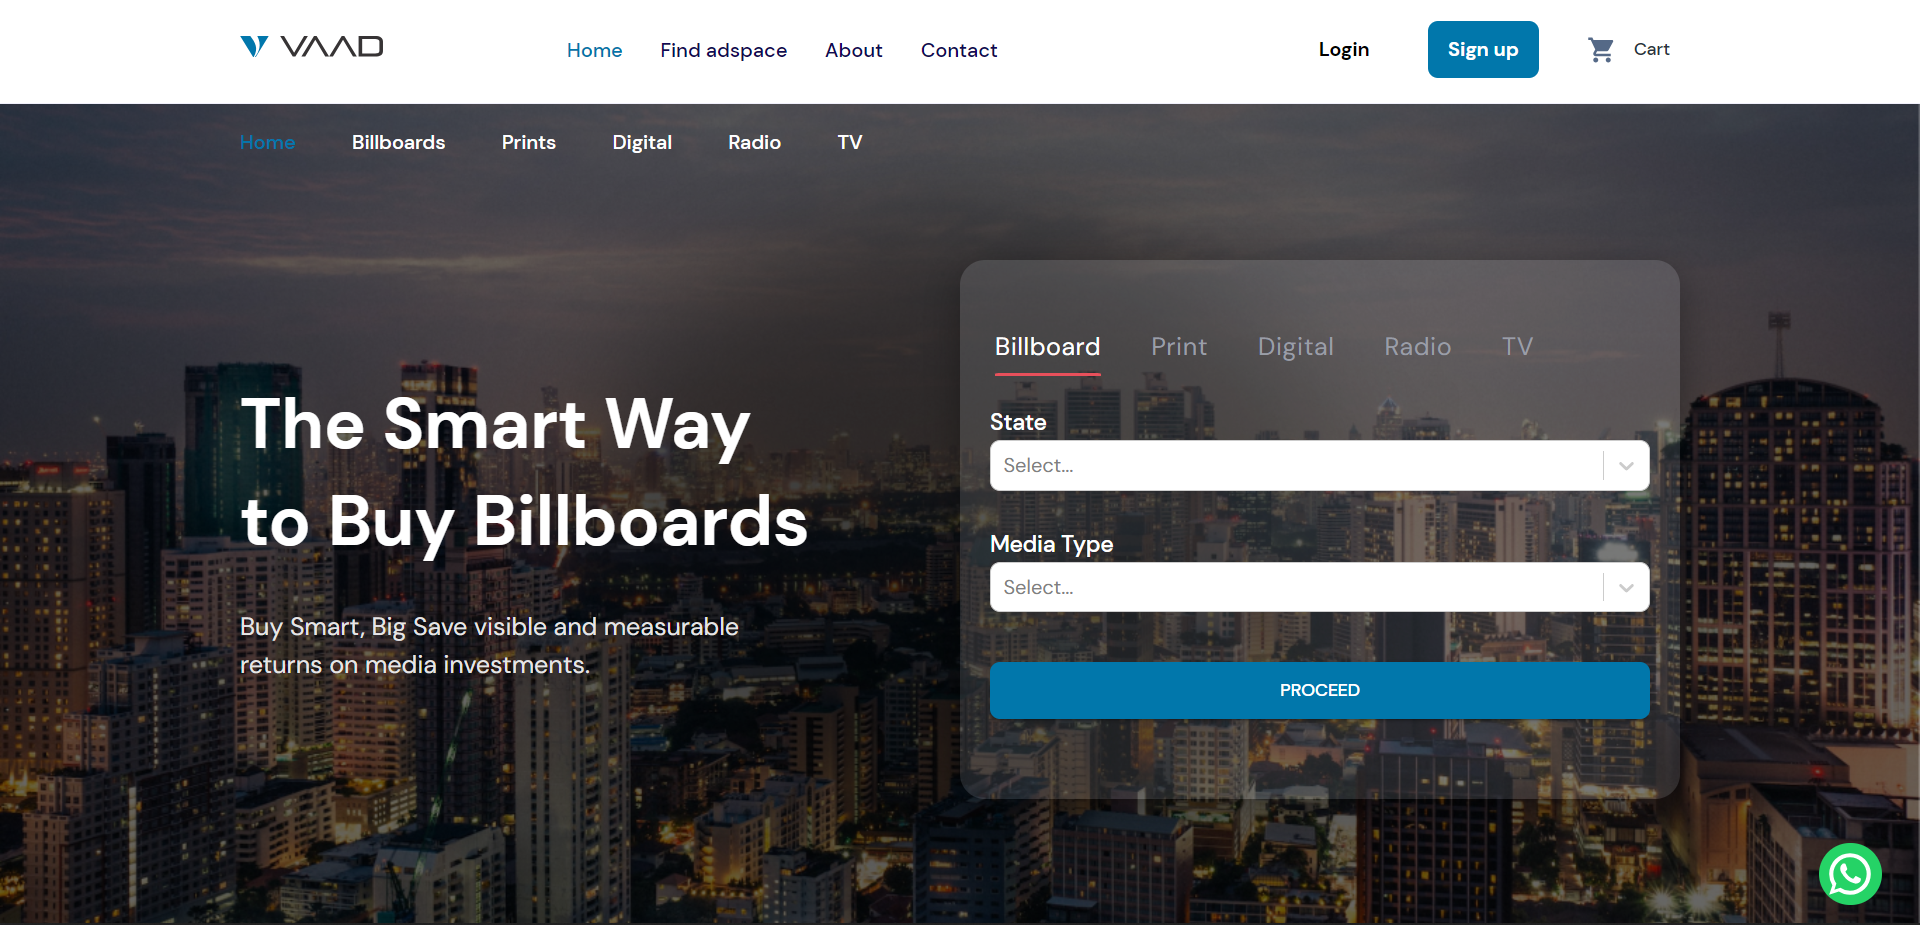 VAAD
Home Find adspace About Contact
Login Sign up Cart
Home Billboards Prints Digital Radio TV
The Smart Way
to Buy Billboards
Buy Smart, Big Save visible and measurable
returns on media investments.
Billboard Print Digital Radio TV
State
Select...
Media Type
Select...
PROCEED